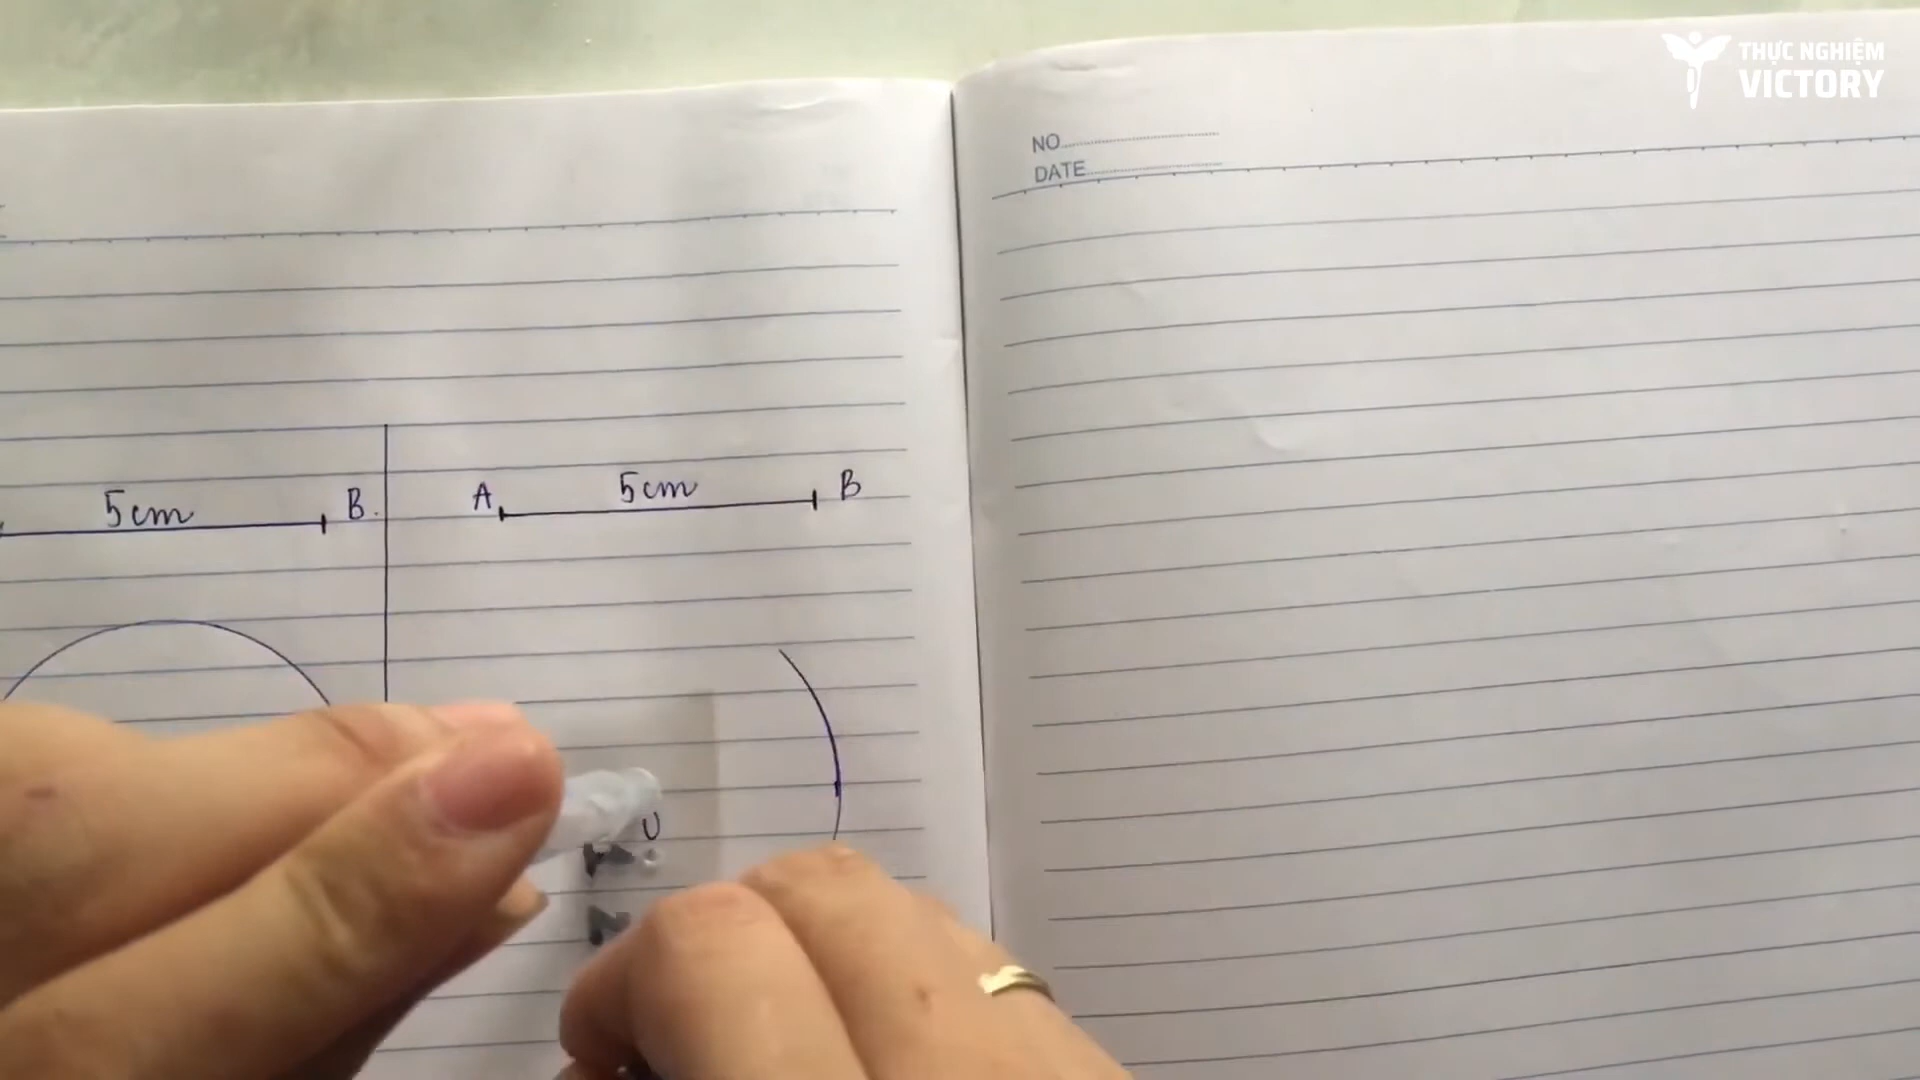 THỰC NGHIỆM
VICTORY
NO
DATE
5cm B.
A 5cm B